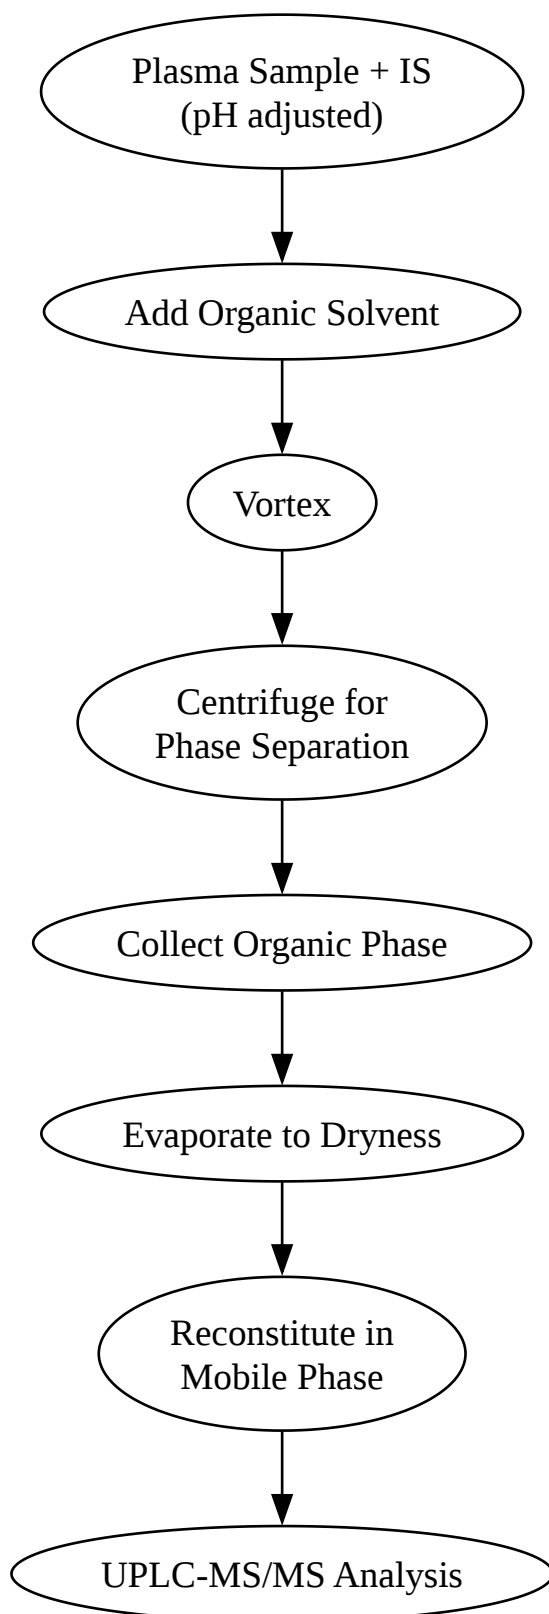 Plasma Sample + IS
(pH adjusted)
Add Organic Solvent
Vortex
Centrifuge for
Phase Separation
Collect Organic Phase
Evaporate to Dryness
Reconstitute in
Mobile Phase
UPLC-MS/MS Analysis